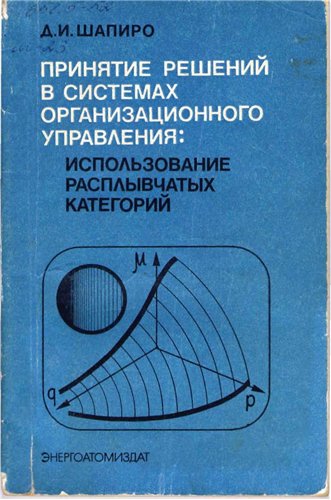 Д.И. ШАПИРО
ПРИНЯТИЕ РЕШЕНИЙ
В СИСТЕМАХ
ОРГАНИЗАЦИОННОГО
УПРАВЛЕНИЯ:
ИСПОЛЬЗОВАНИЕ
РАСПЛЫВЧАТЫХ
КАТЕГОРИЙ
μ
q
p
ЭНЕРГОАТОМИЗДАТ